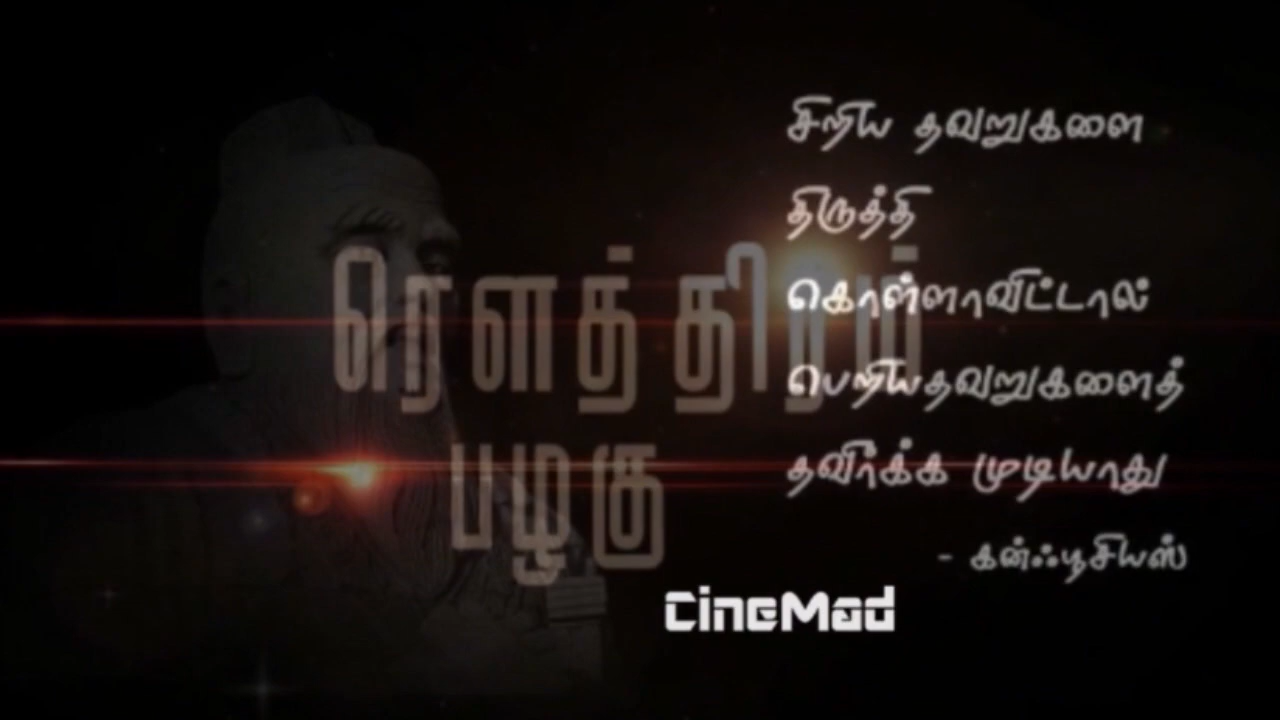 சிறிய தவறுகளை
திருத்தி
கொள்ளாவிட்டால்
பெறியதவறுகளைத்
தவிர்க்க முடியாது
- கன்ஃபூசியஸ்
ரௌத்திரம்
பழகு
CineMad